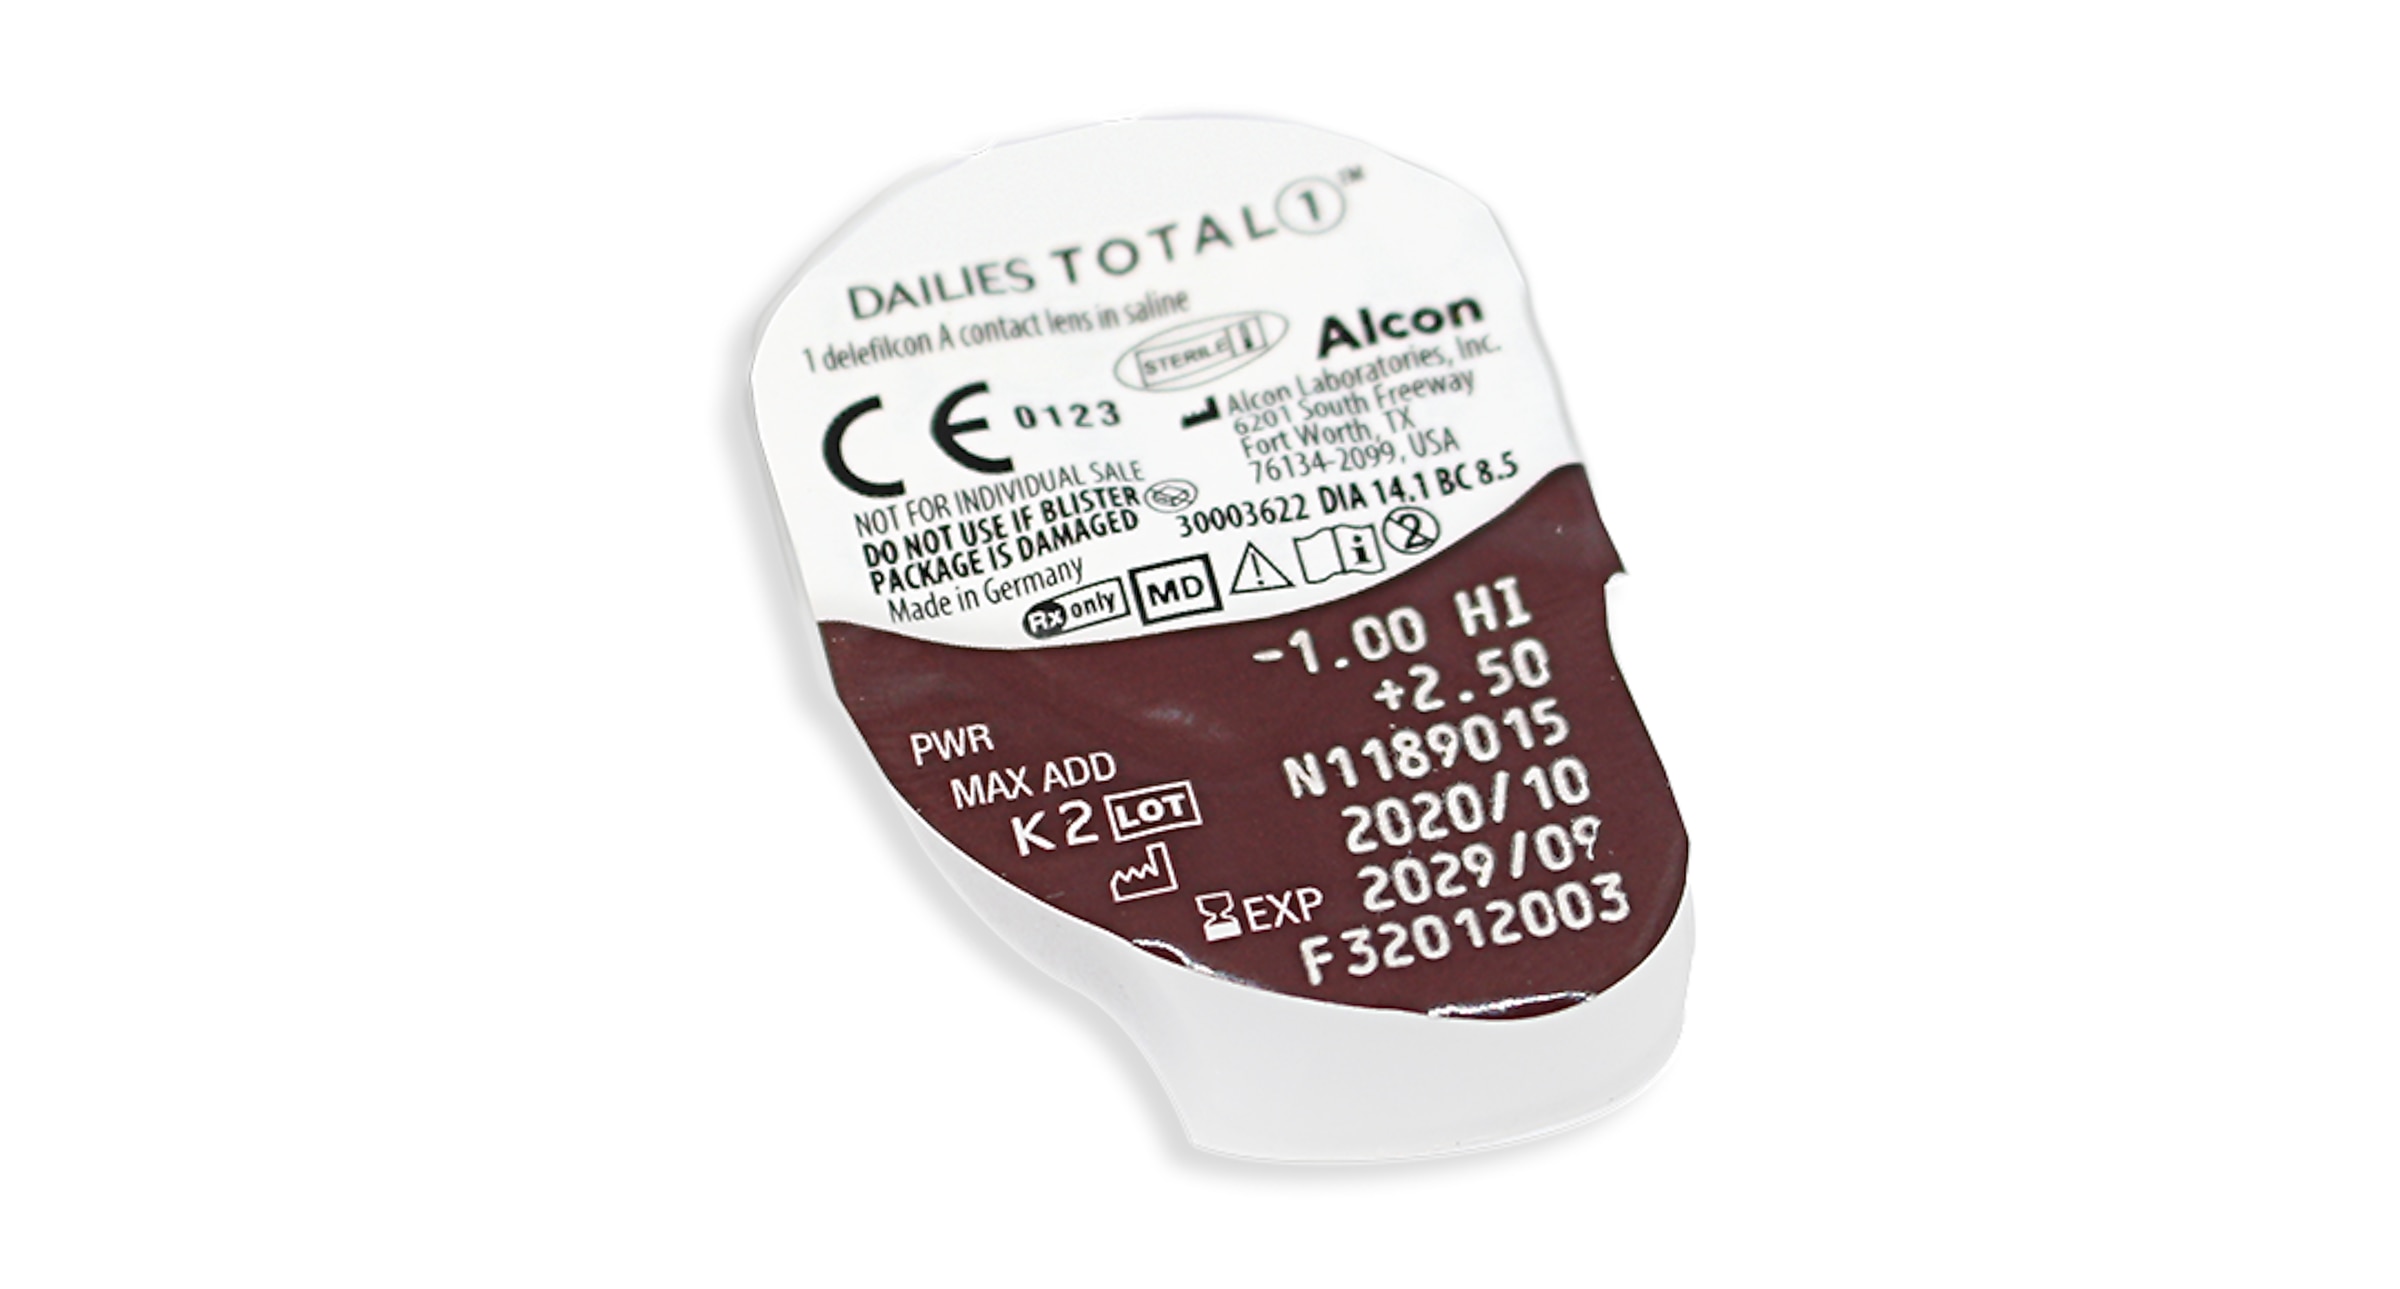 DAILIES TOTAL 1™
1 delefilcon A contact lens in saline
STERILE
Alcon
Alcon Laboratories, Inc.
6201 South Freeway
Fort Worth, TX
76134-2099, USA
CE 0123
NOT FOR INDIVIDUAL SALE
DO NOT USE IF BLISTER
PACKAGE IS DAMAGED
Made in Germany
30003622 DIA 14.1 BC 8.5
Rx only MD
PWR -1.00 HI
MAX ADD +2.50
K2 LOT N1189015
2020/10
EXP 2029/09
F32012003